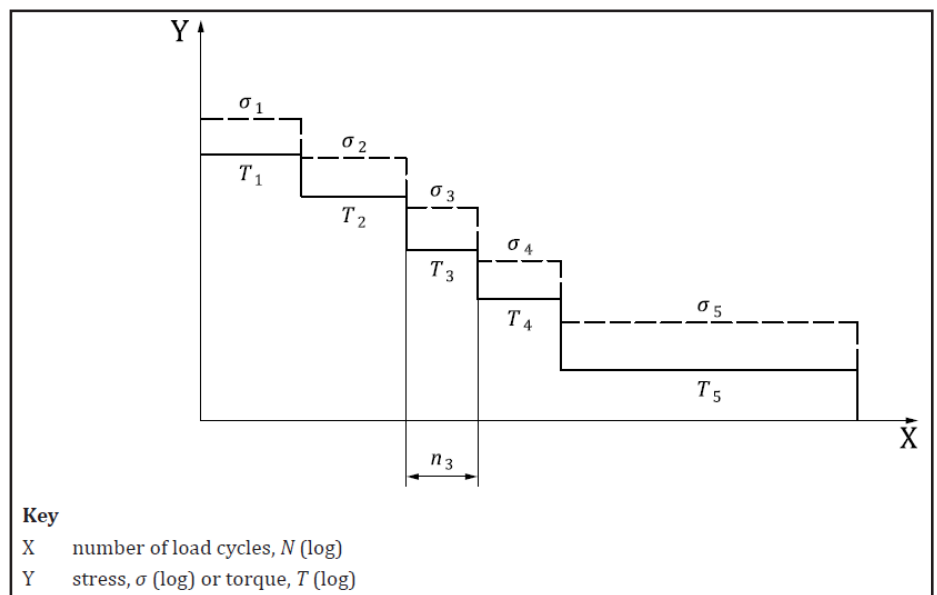 Y
σ 1
σ 2
T 1
σ 3
T 2
σ 4
T 3
σ 5
T 4
T 5
X
n 3
Key
X number of load cycles, N (log)
Y stress, σ (log) or torque, T (log)